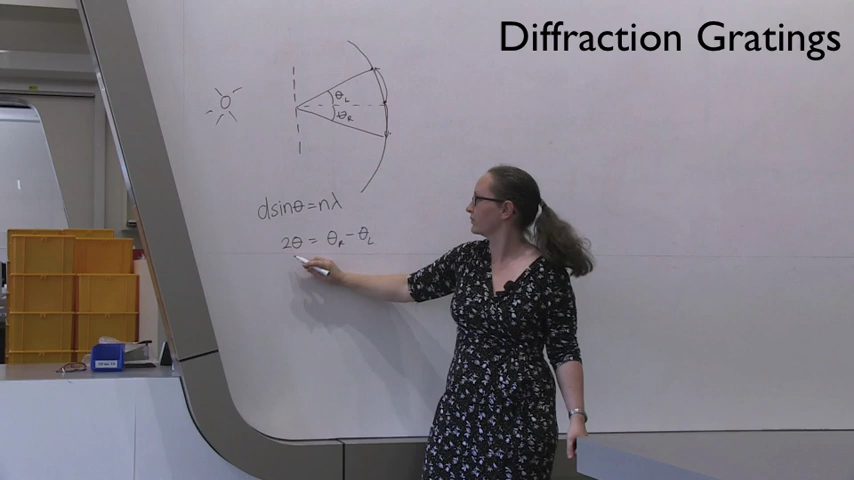 Diffraction Gratings
θL
θR
dsinθ=nλ
2θ = θR - θL